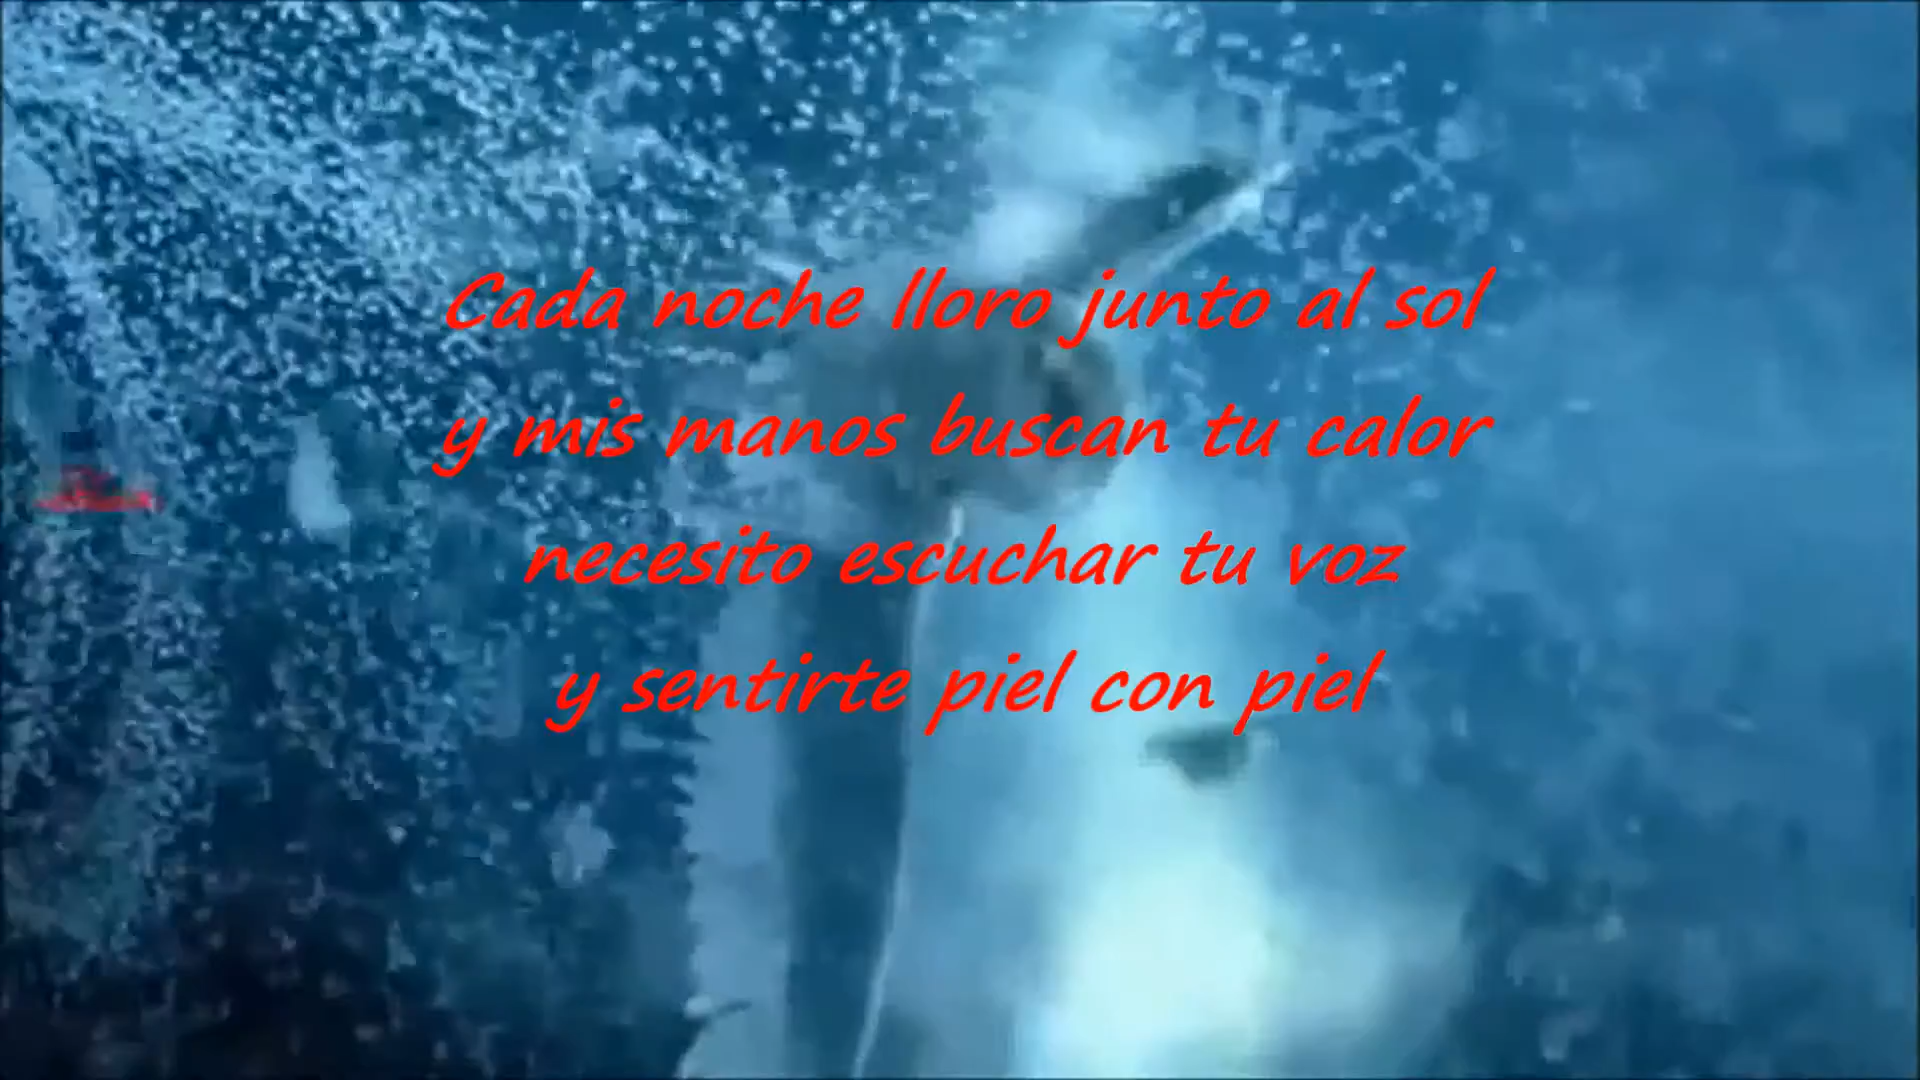 Cada noche lloro junto al sol
y mis manos buscan tu calor
necesito escuchar tu voz
y sentirte piel con piel